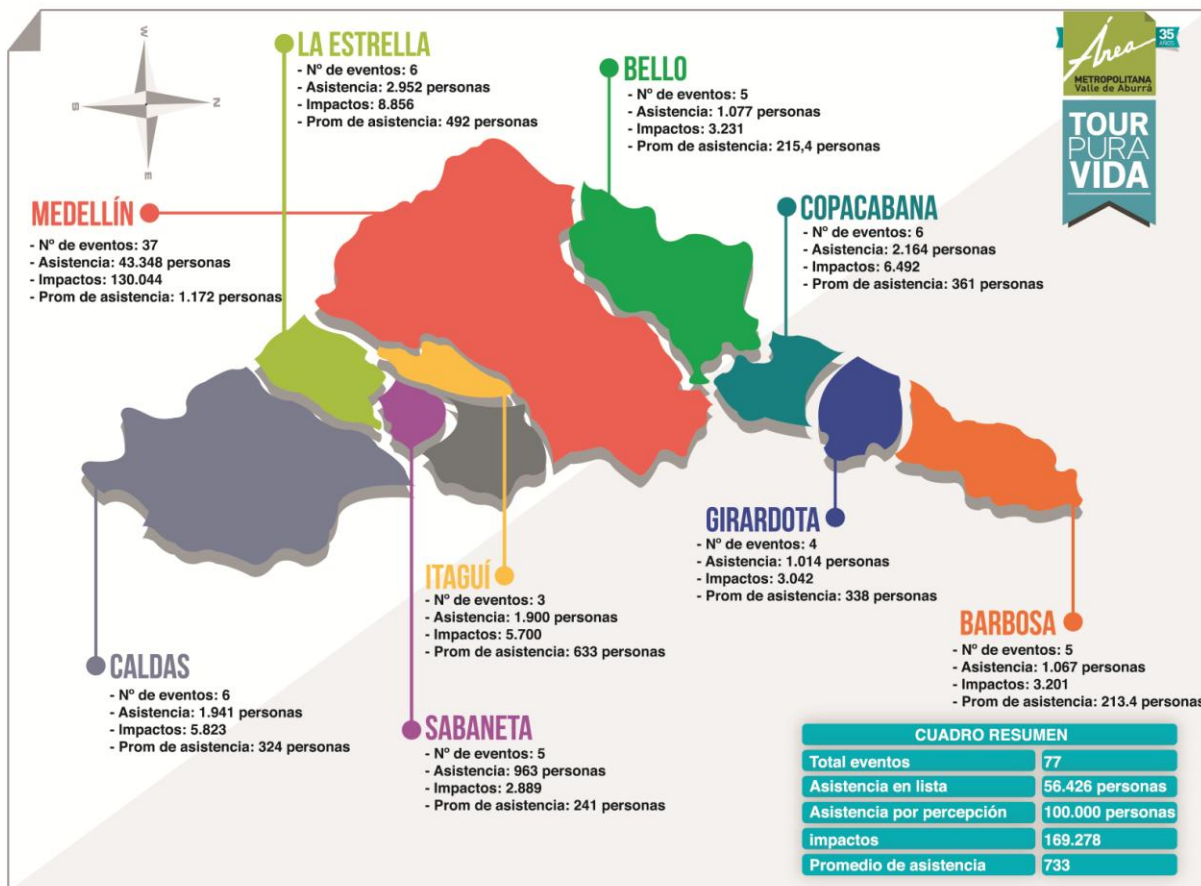 W
N
S
E
LA ESTRELLA
- Nº de eventos: 6
- Asistencia: 2.952 personas
- Impactos: 8.856
- Prom de asistencia: 492 personas
BELLO
- Nº de eventos: 5
- Asistencia: 1.077 personas
- Impactos: 3.231
- Prom de asistencia: 215,4 personas
Área
METROPOLITANA
Valle de Aburrá
35
AÑOS
TOUR
PURA
VIDA
MEDELLÍN
- Nº de eventos: 37
- Asistencia: 43.348 personas
- Impactos: 130.044
- Prom de asistencia: 1.172 personas
COPACABANA
- Nº de eventos: 6
- Asistencia: 2.164 personas
- Impactos: 6.492
- Prom de asistencia: 361 personas
GIRARDOTA
- Nº de eventos: 4
- Asistencia: 1.014 personas
- Impactos: 3.042
- Prom de asistencia: 338 personas
ITAGUÍ
- Nº de eventos: 3
- Asistencia: 1.900 personas
- Impactos: 5.700
- Prom de asistencia: 633 personas
BARBOSA
- Nº de eventos: 5
- Asistencia: 1.067 personas
- Impactos: 3.201
- Prom de asistencia: 213.4 personas
CALDAS
- Nº de eventos: 6
- Asistencia: 1.941 personas
- Impactos: 5.823
- Prom de asistencia: 324 personas
SABANETA
- Nº de eventos: 5
- Asistencia: 963 personas
- Impactos: 2.889
- Prom de asistencia: 241 personas
CUADRO RESUMEN
Total eventos 77
Asistencia en lista 56.426 personas
Asistencia por percepción 100.000 personas
impactos 169.278
Promedio de asistencia 733